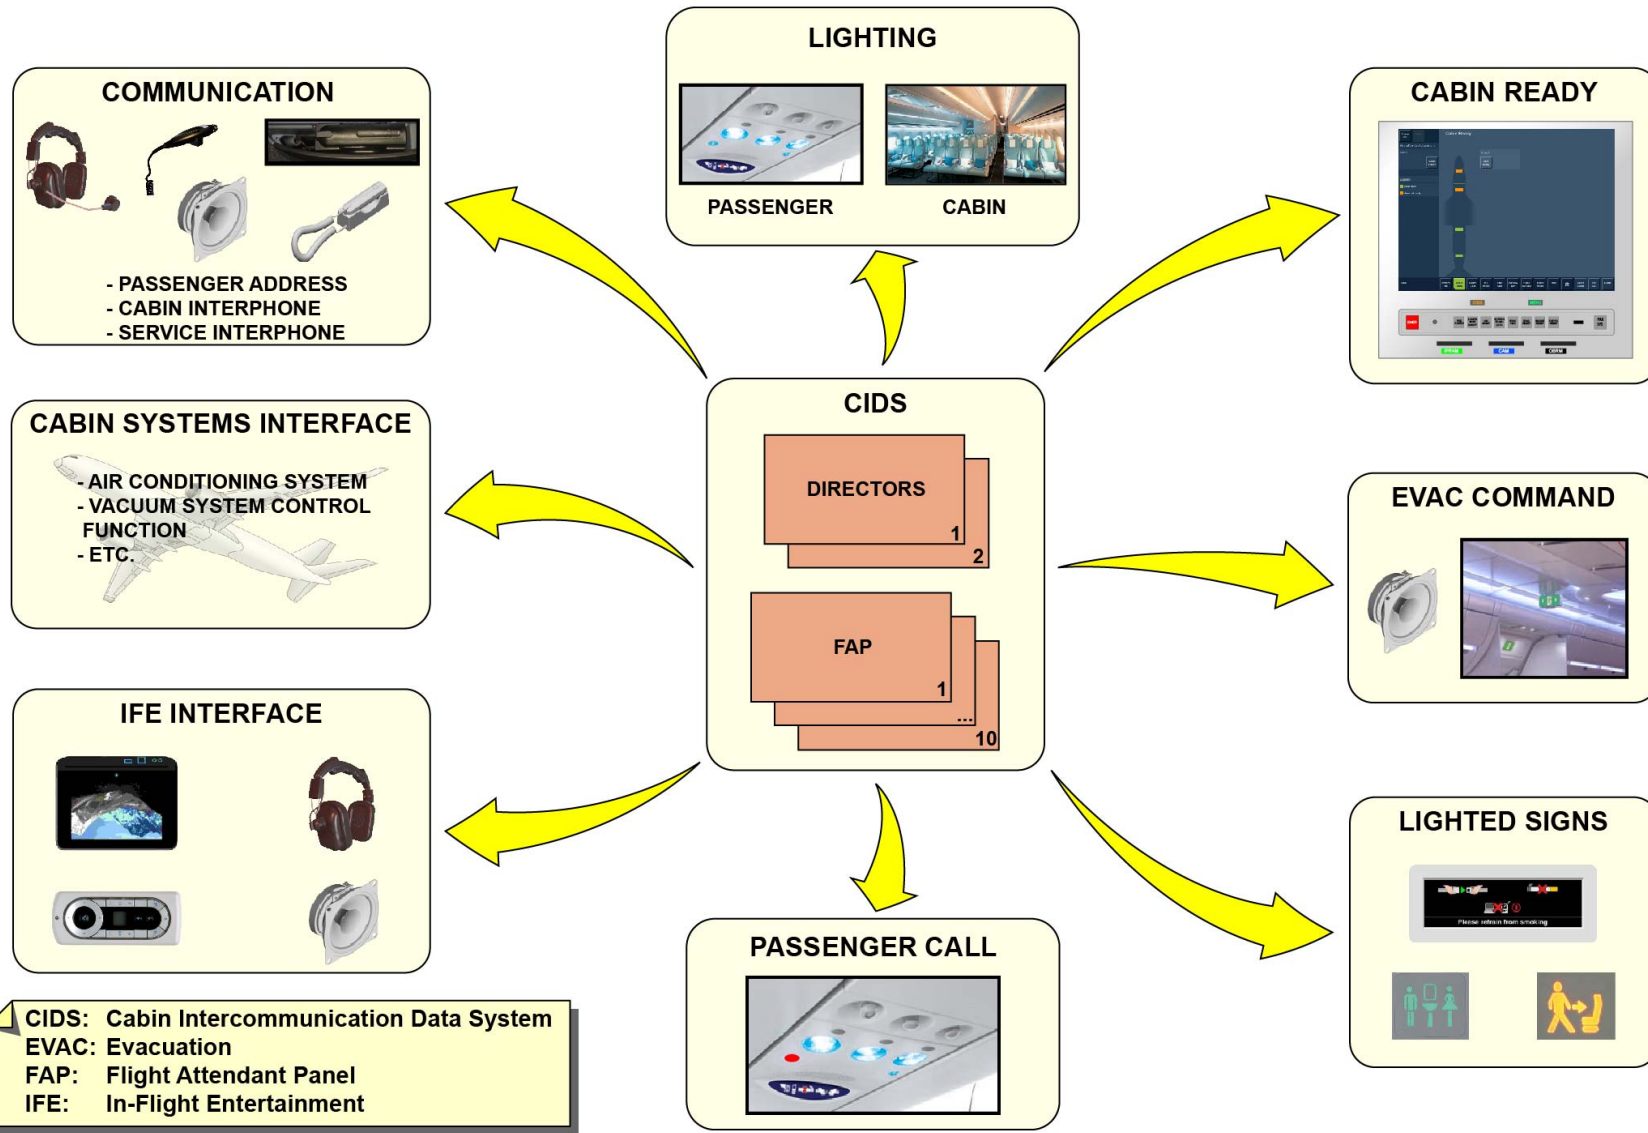 LIGHTING
PASSENGER
CABIN
COMMUNICATION
- PASSENGER ADDRESS
- CABIN INTERPHONE
- SERVICE INTERPHONE
CABIN READY
Cabin Ready
CABIN SYSTEMS INTERFACE
- AIR CONDITIONING SYSTEM
- VACUUM SYSTEM CONTROL
FUNCTION
- ETC.
CIDS
DIRECTORS
1
2
FAP
1
...
10
EVAC COMMAND
IFE INTERFACE
LIGHTED SIGNS
Please refrain from smoking
PASSENGER CALL
CIDS: Cabin Intercommunication Data System
EVAC: Evacuation
FAP: Flight Attendant Panel
IFE: In-Flight Entertainment